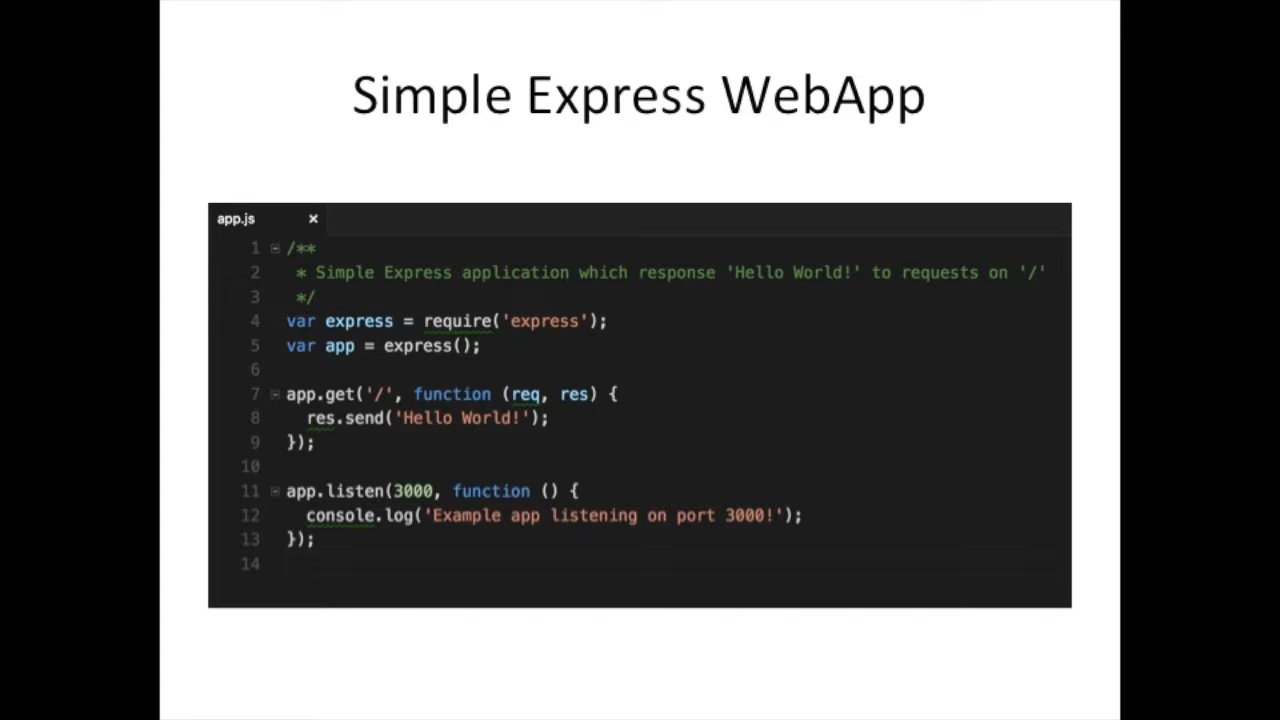 Simple Express WebApp
app.js ×
1 /**
2  * Simple Express application which response 'Hello World!' to requests on '/'
3  */
4 var express = require('express');
5 var app = express();
6
7 app.get('/', function (req, res) {
8   res.send('Hello World!');
9 });
10
11 app.listen(3000, function () {
12   console.log('Example app listening on port 3000!');
13 });
14